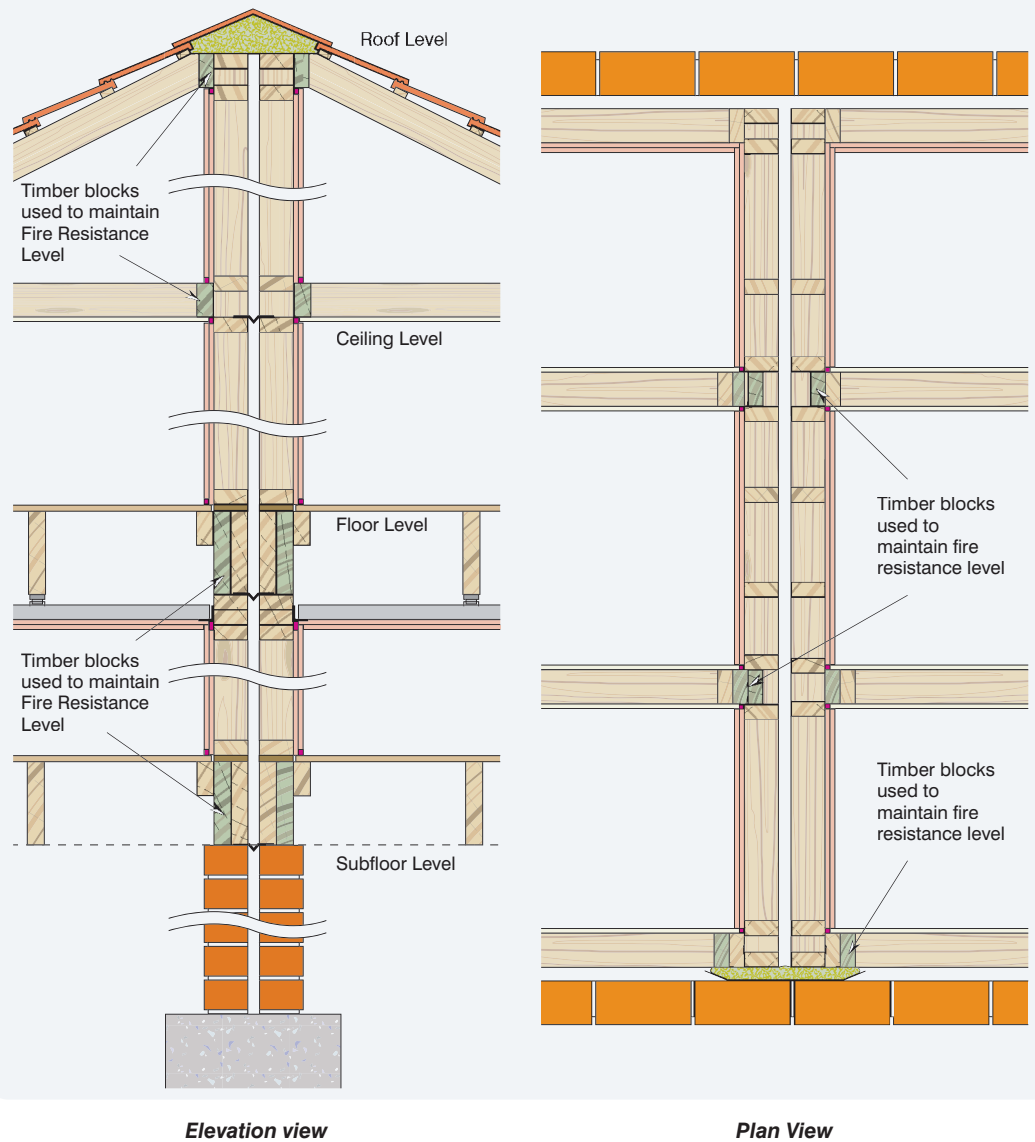 Roof Level
Timber blocks
used to maintain
Fire Resistance
Level
Ceiling Level
Floor Level
Timber blocks
used to maintain
Fire Resistance
Level
Subfloor Level
Elevation view
Timber blocks
used to
maintain fire
resistance level
Timber blocks
used to
maintain fire
resistance level
Plan View